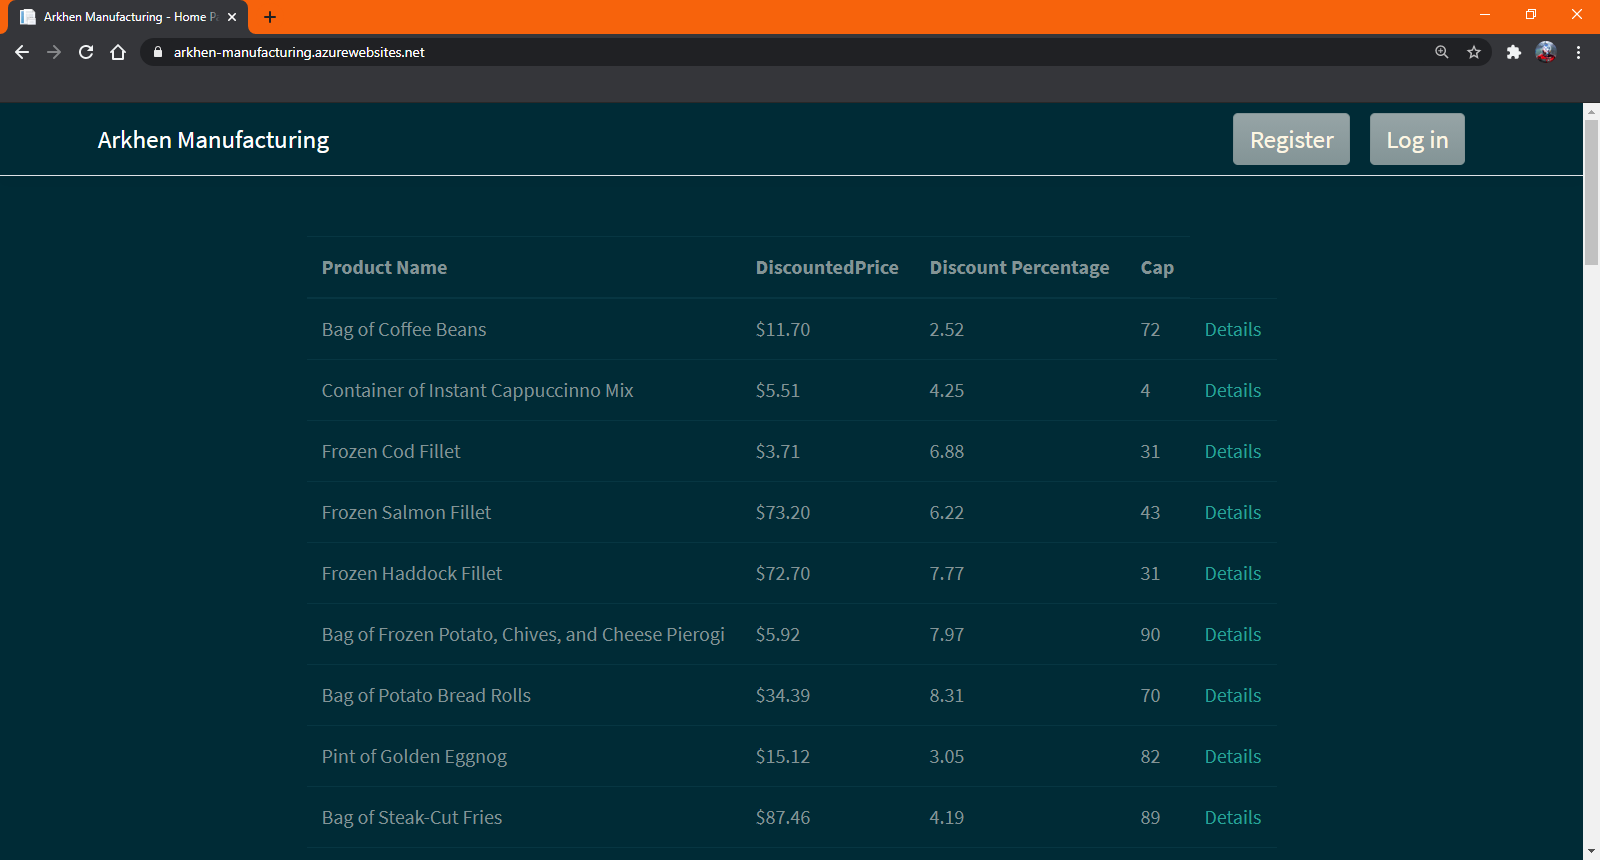 Arkhen Manufacturing - Home P
arkhen-manufacturing.azurewebsites.net
Arkhen Manufacturing Register Log in
Product Name DiscountedPrice Discount Percentage Cap
Bag of Coffee Beans $11.70 2.52 72 Details
Container of Instant Cappuccinno Mix $5.51 4.25 4 Details
Frozen Cod Fillet $3.71 6.88 31 Details
Frozen Salmon Fillet $73.20 6.22 43 Details
Frozen Haddock Fillet $72.70 7.77 31 Details
Bag of Frozen Potato, Chives, and Cheese Pierogi $5.92 7.97 90 Details
Bag of Potato Bread Rolls $34.39 8.31 70 Details
Pint of Golden Eggnog $15.12 3.05 82 Details
Bag of Steak-Cut Fries $87.46 4.19 89 Details